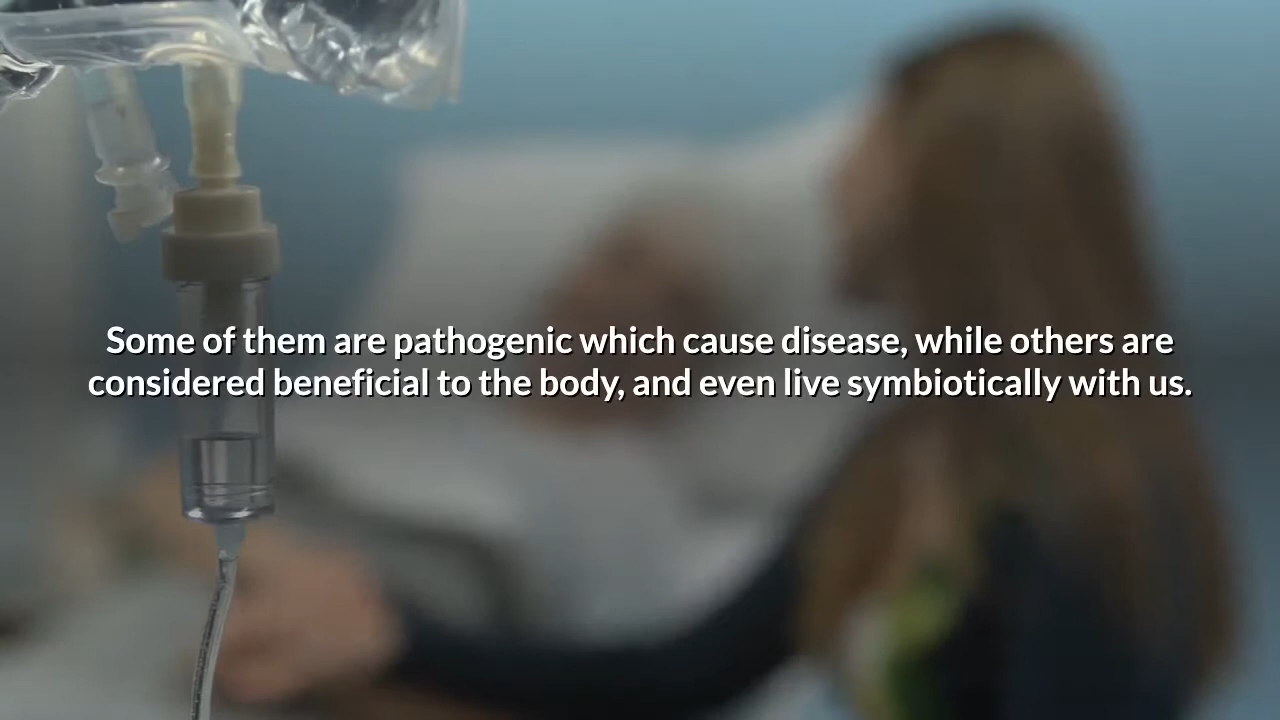 Some of them are pathogenic which cause disease, while others are
considered beneficial to the body, and even live symbiotically with us.